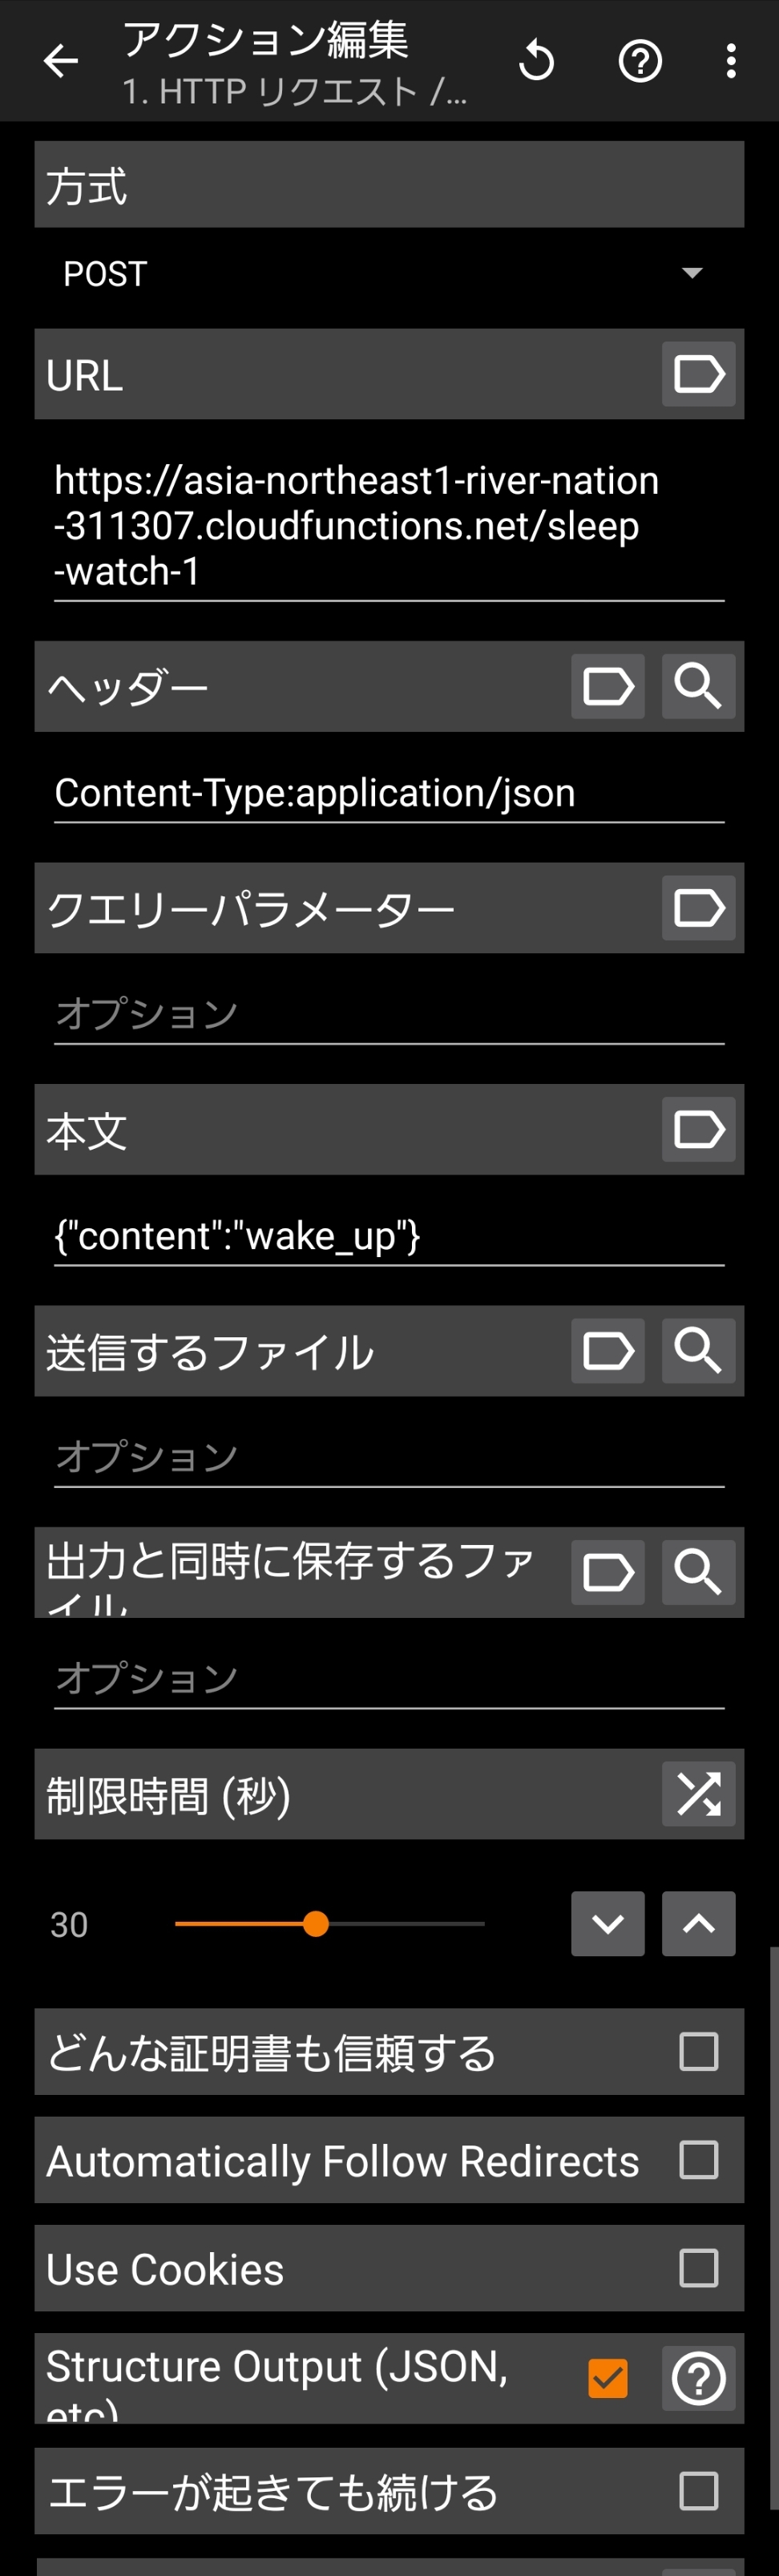 アクション編集
1. HTTP リクエスト /...
方式
POST
URL
https://asia-northeast1-river-nation
-311307.cloudfunctions.net/sleep
-watch-1
ヘッダー
Content-Type:application/json
クエリーパラメーター
オプション
本文
{"content":"wake_up"}
送信するファイル
オプション
出力と同時に保存するファ
イル
オプション
制限時間 (秒)
30
どんな証明書も信頼する
Automatically Follow Redirects
Use Cookies
Structure Output (JSON,
etc)
エラーが起きても続ける